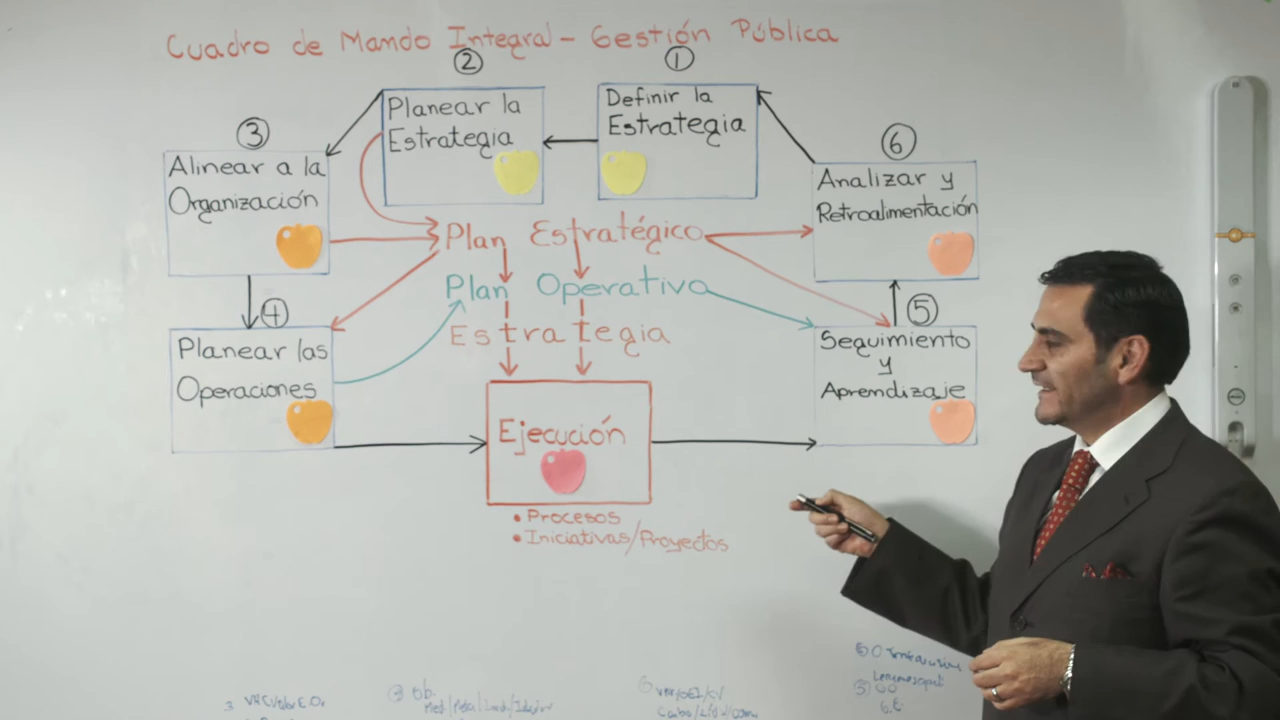 Cuadro de Mando Integral - Gestión Pública
②
①
Planear la
Estrategia
Definir la
Estrategia
③
Alinear a la
Organización
⑥
Analizar y
Retroalimentación
Plan Estratégico
Plan Operativo
Estrategia
④
Planear las
Operaciones
⑤
Seguimiento
y
Aprendizaje
Ejecución
• Procesos
• Iniciativas/Proyectos